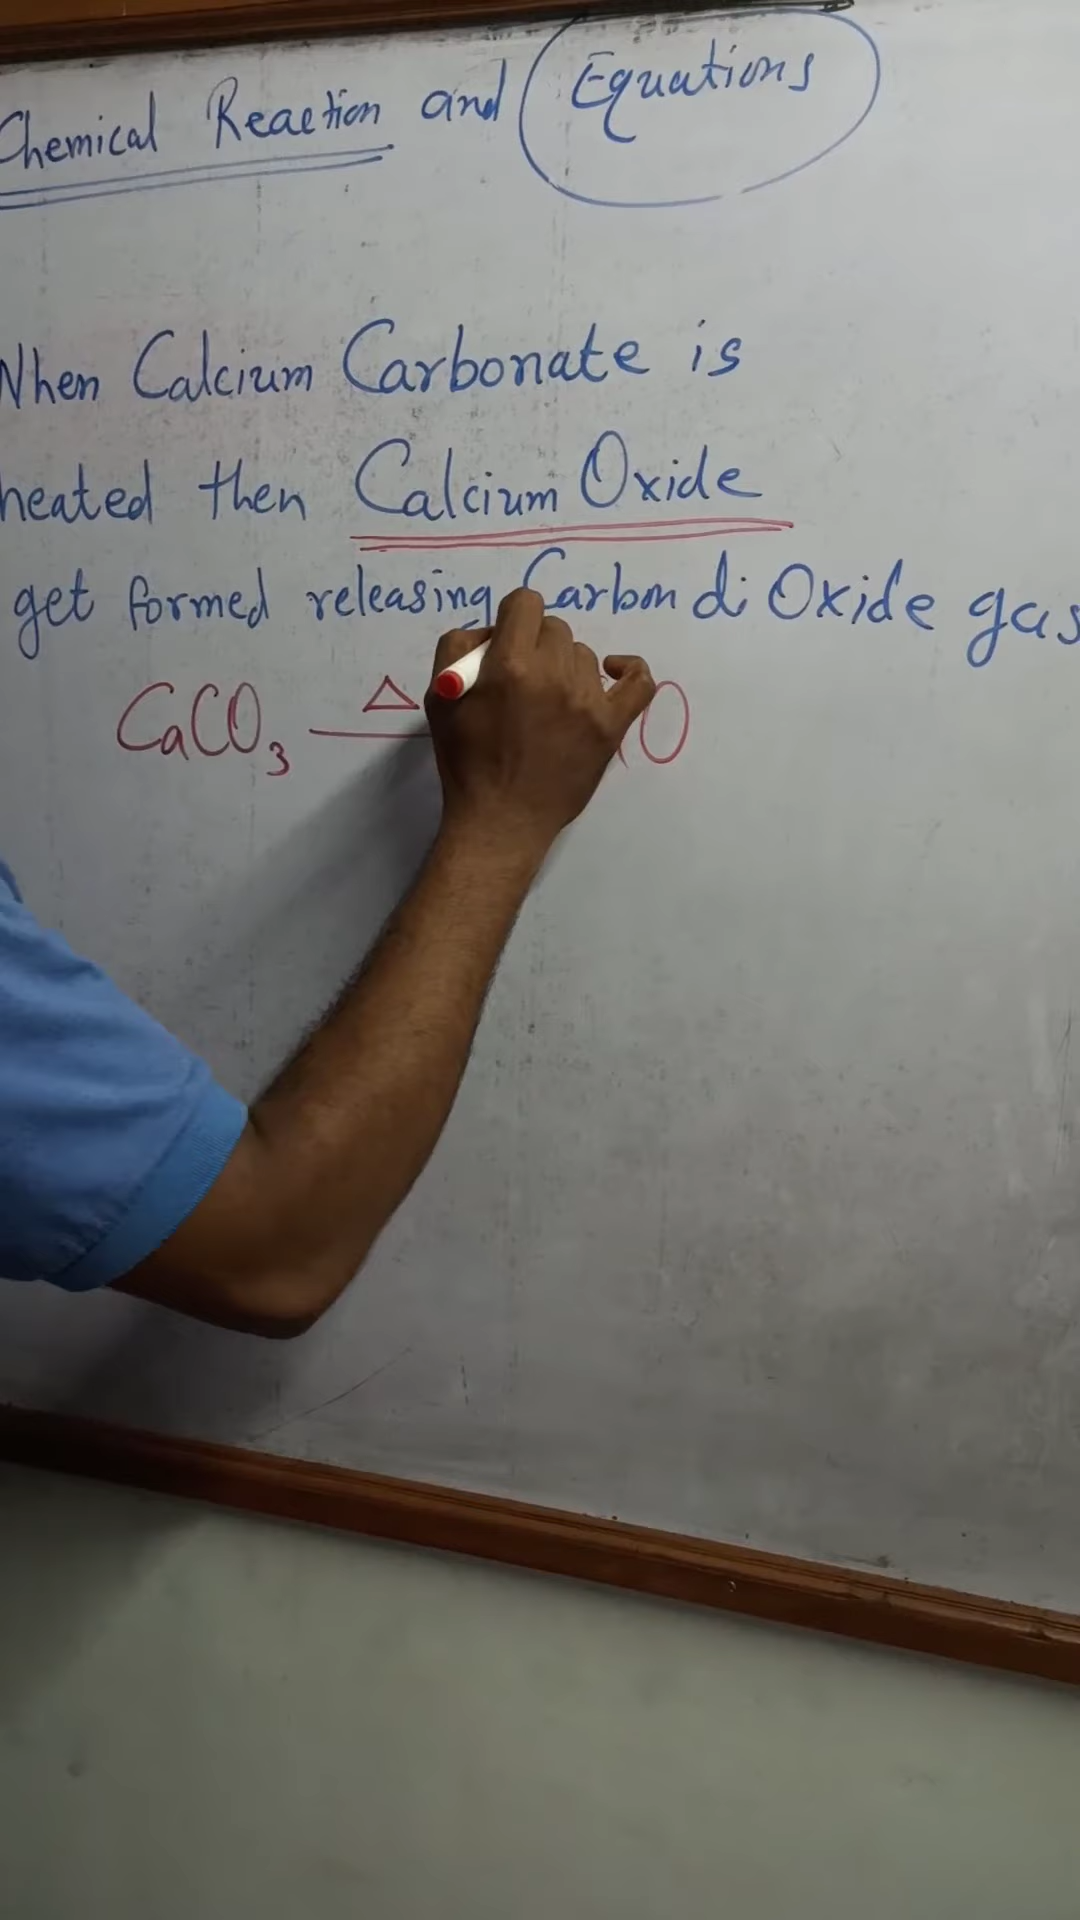 Chemical Reaction and Equations
When Calcium Carbonate is
heated then Calcium Oxide
get formed releasing Carbon di Oxide gas
CaCO₃ Δ O